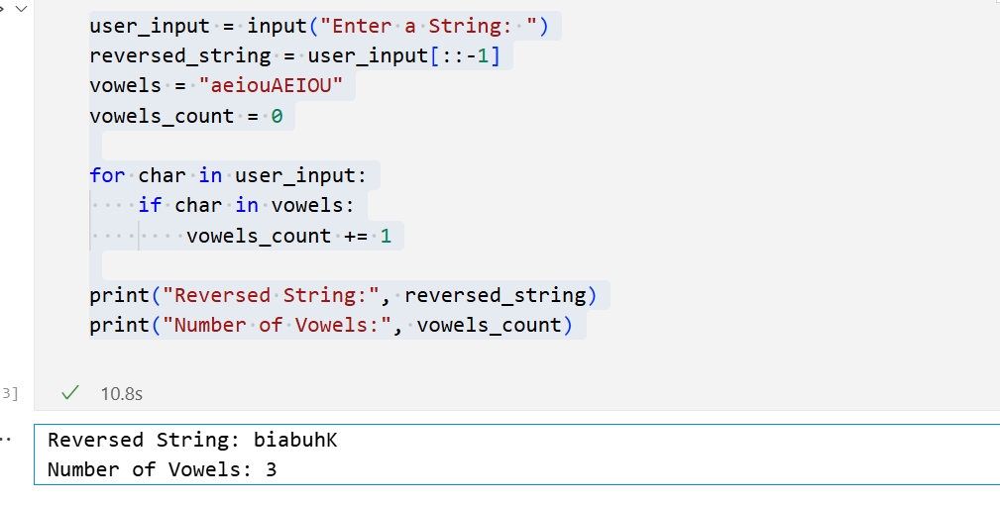 user_input = input("Enter a String: ")
reversed_string = user_input[::-1]
vowels = "aeiouAEIOU"
vowels_count = 0
for char in user_input:
    if char in vowels:
        vowels_count += 1
print("Reversed String:", reversed_string)
print("Number of Vowels:", vowels_count)
3]
10.8s
Reversed String: biabuhK
Number of Vowels: 3